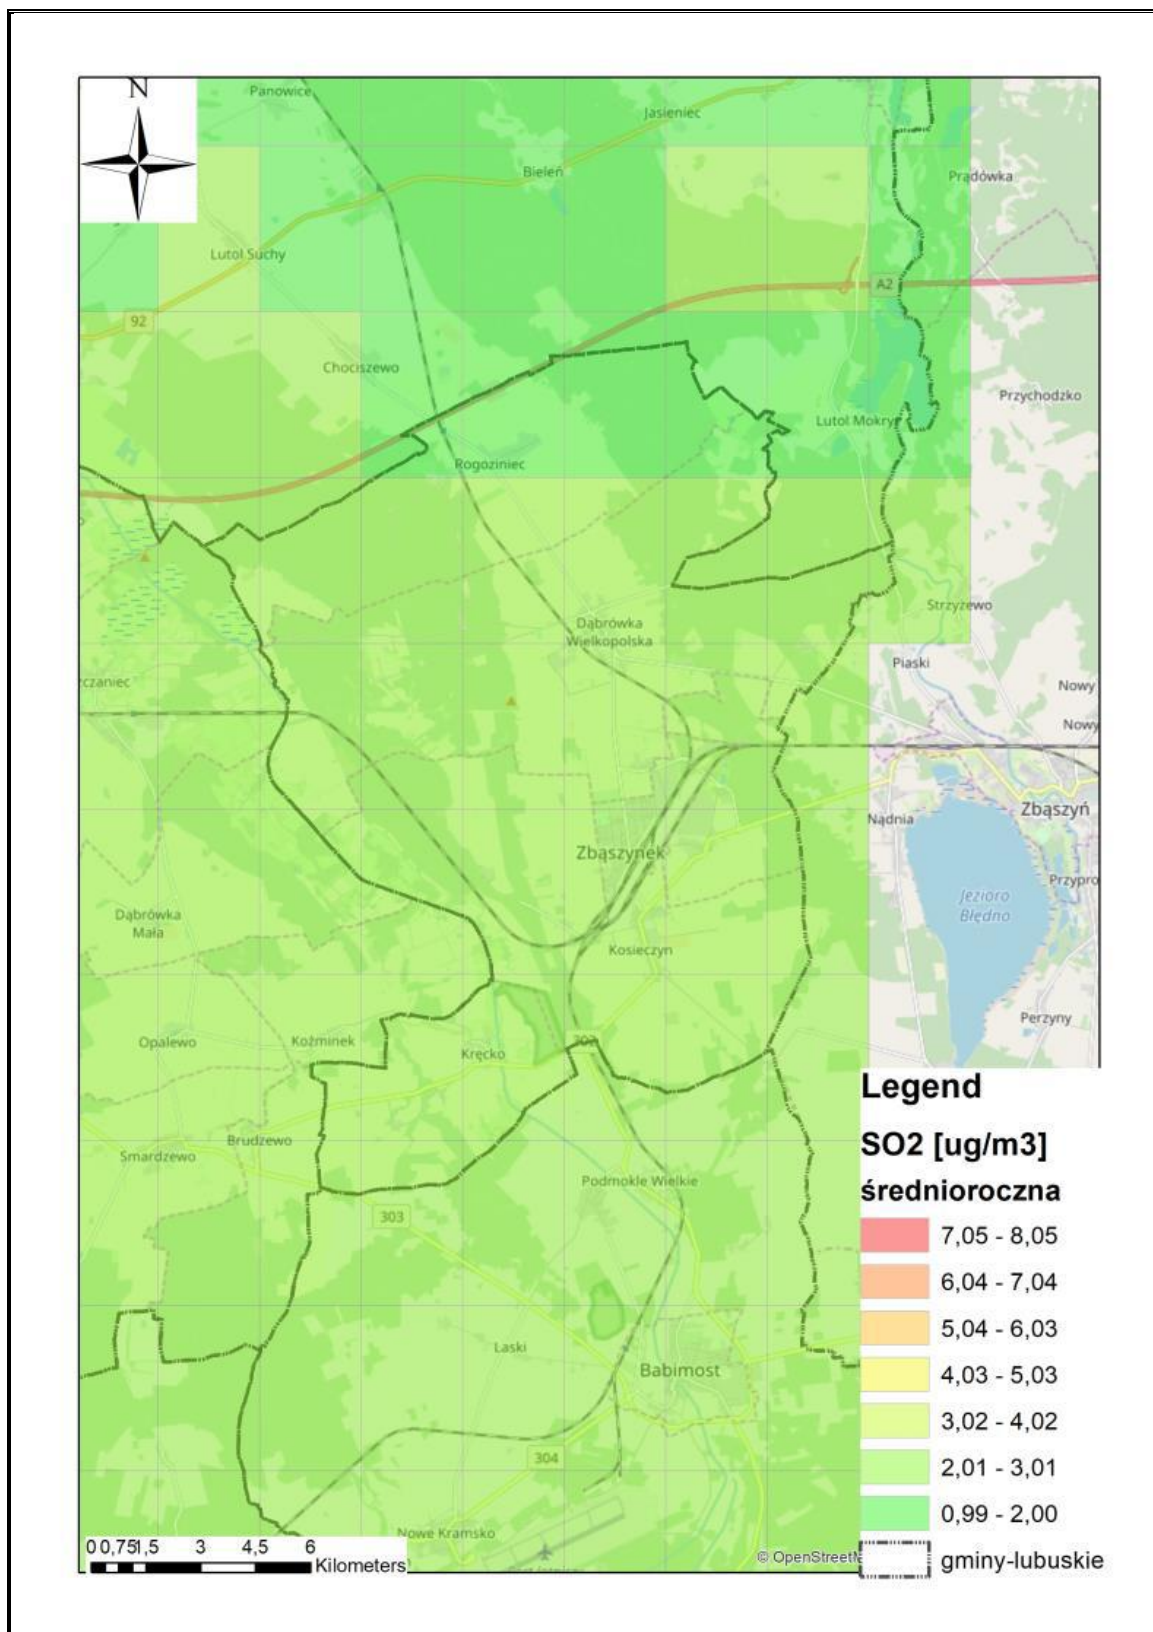 N
Panowice
Jasieniec
Bieleń
Prądówka
Lutol Suchy
A2
92
Chociszewo
Przychodzko
Lutol Mokry
Rogoziniec
Strzyżewo
Dąbrówka
Wielkopolska
Piaski
czaniec
Nowy
Nowy
Zbąszyń
Nądnia
Zbąszynek
Przypro
Jezioro
Błędno
Dąbrówka
Mała
Kosieczyn
Perzyny
Opalewo
Koźminek
302
Kręcko
Legend
SO2 [ug/m3]
średnioroczna
7,05 - 8,05
6,04 - 7,04
5,04 - 6,03
4,03 - 5,03
3,02 - 4,02
2,01 - 3,01
0,99 - 2,00
gminy-lubuskie
Brudzewo
Smardzewo
Podmokle Wielkie
303
Laski
Babimost
304
Nowe Kramsko
0 0,75 1,5 3 4,5 6
Kilometers
© OpenStreetM